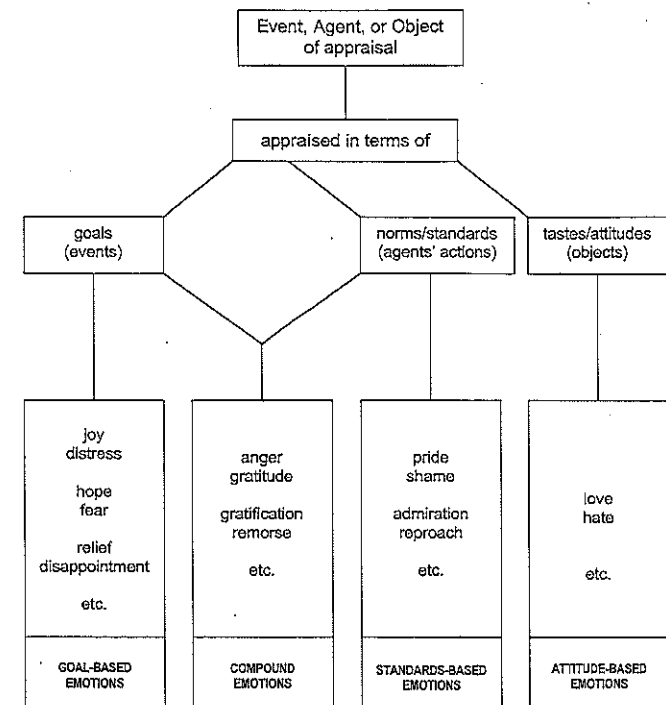 Event, Agent, or Object
of appraisal
appraised in terms of
goals
(events)
norms/standards
(agents' actions)
tastes/attitudes
(objects)
joy
distress
hope
fear
relief
disappointment
etc.
GOAL-BASED
EMOTIONS
anger
gratitude
gratification
remorse
etc.
COMPOUND
EMOTIONS
pride
shame
admiration
reproach
etc.
STANDARDS-BASED
EMOTIONS
love
hate
etc.
ATTITUDE-BASED
EMOTIONS